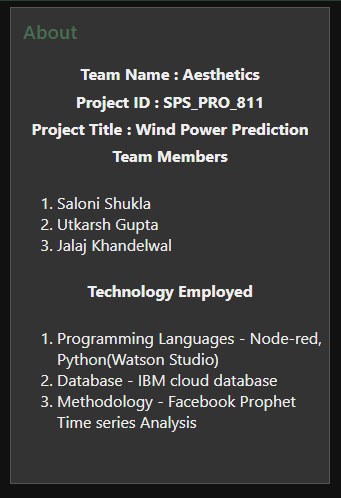 About
Team Name : Aesthetics
Project ID : SPS_PRO_811
Project Title : Wind Power Prediction
Team Members
1. Saloni Shukla
2. Utkarsh Gupta
3. Jalaj Khandelwal
Technology Employed
1. Programming Languages - Node-red,
Python(Watson Studio)
2. Database - IBM cloud database
3. Methodology - Facebook Prophet
Time series Analysis